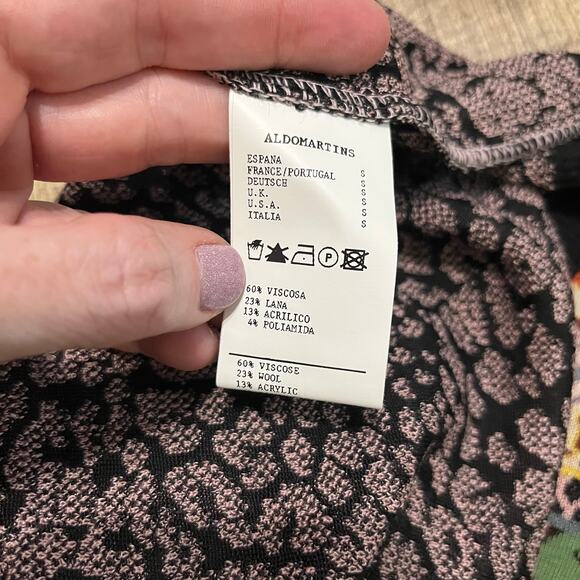 ALDOMARTINS
ESPANA
FRANCE/PORTUGAL S
DEUTSCH S
U.K. S
U.S.A. S
ITALIA S
P
60% VISCOSA
23% LANA
13% ACRILICO
4% POLIAMIDA
60% VISCOSE
23% WOOL
13% ACRYLIC